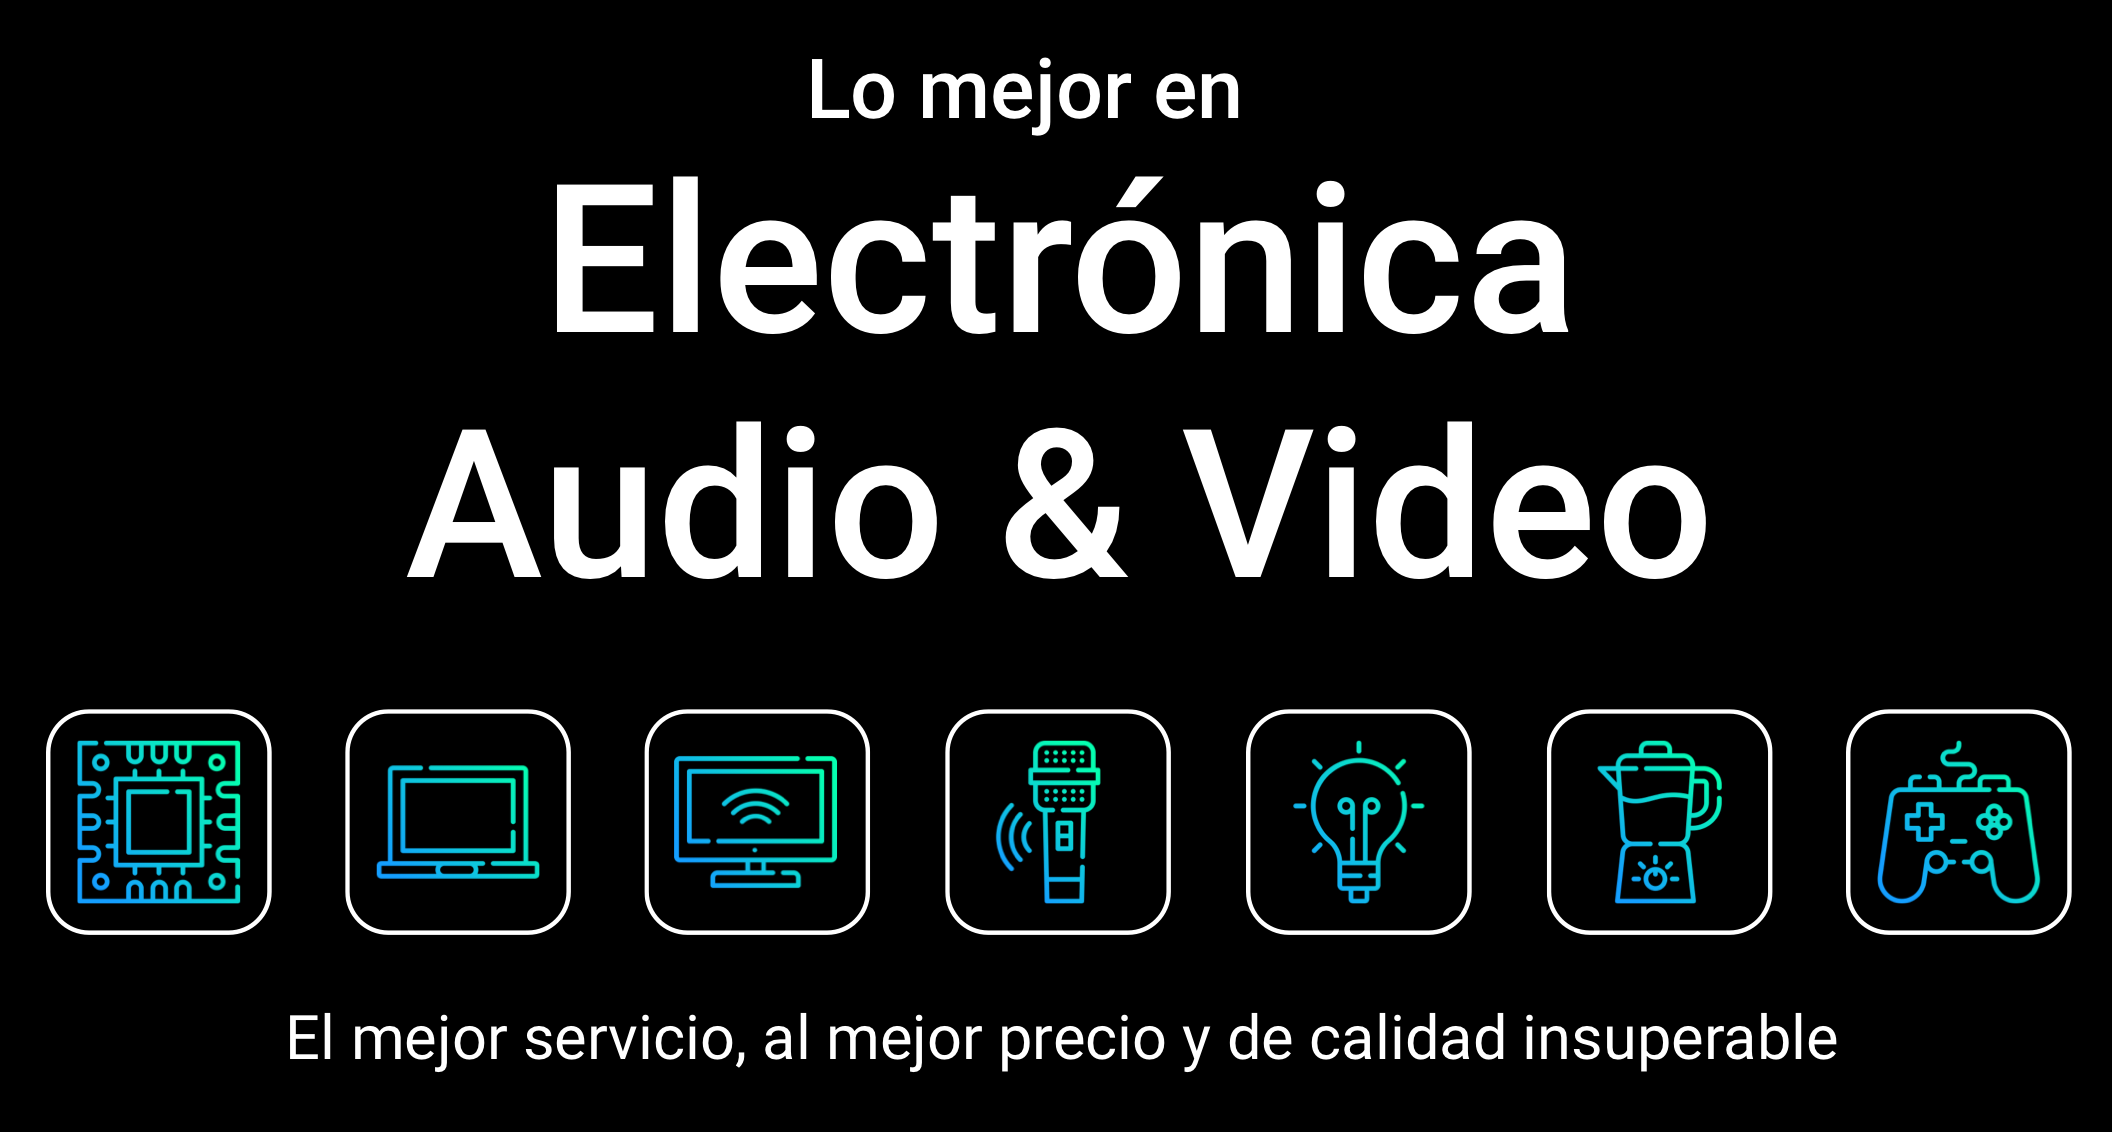 Lo mejor en
Electrónica
Audio & Video
El mejor servicio, al mejor precio y de calidad insuperable